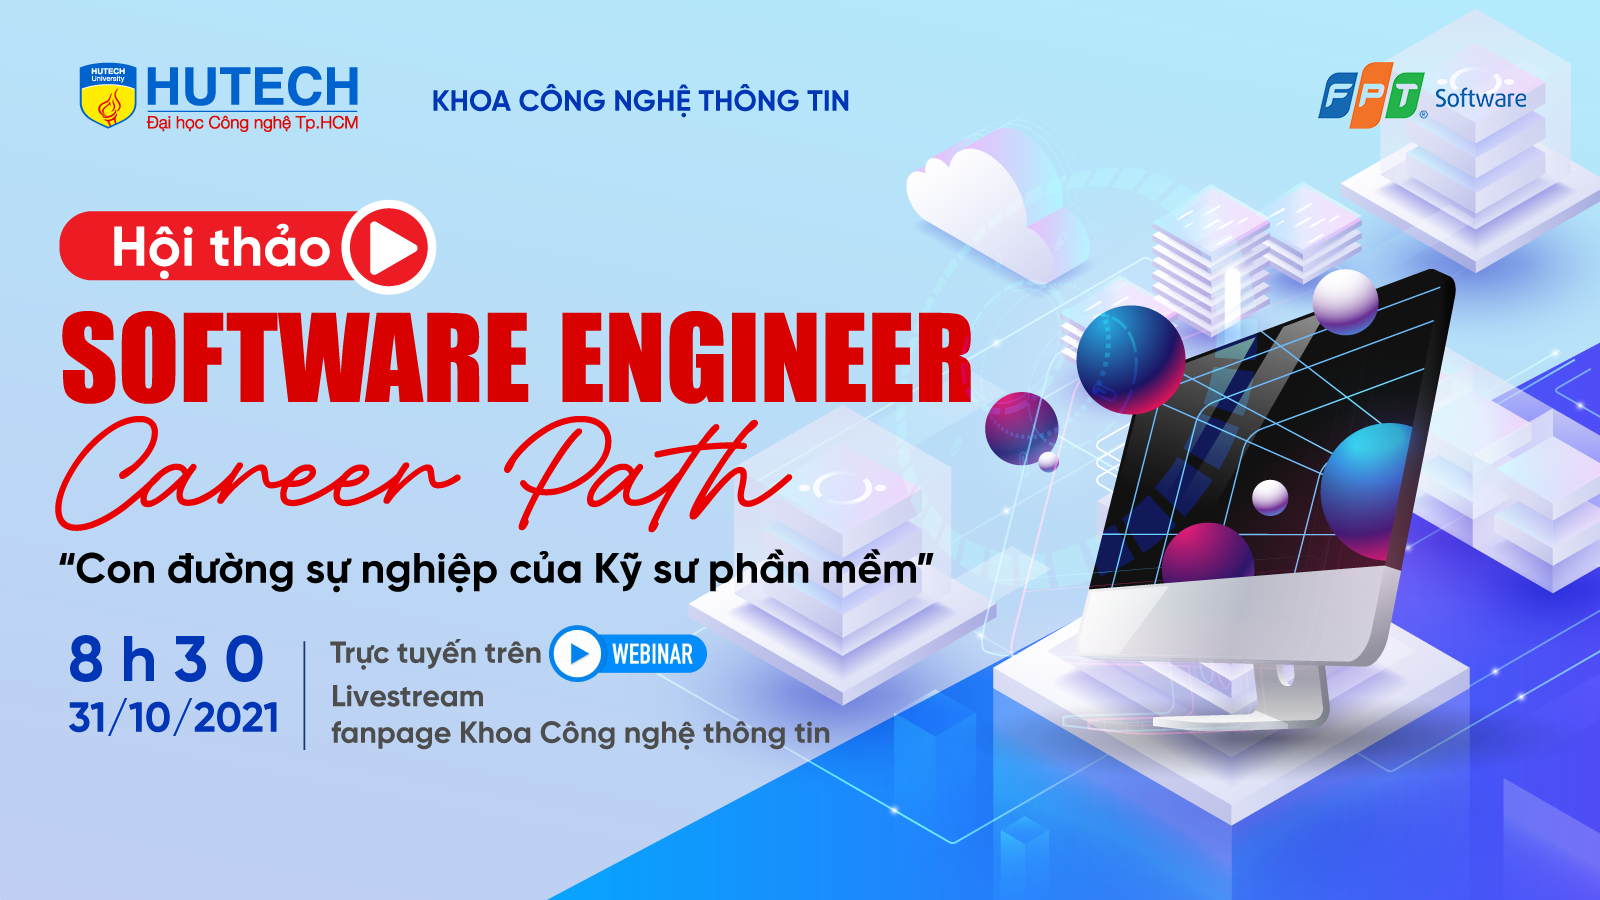 HUTECH
University
HUTECH
Đại học Công nghệ Tp.HCM
KHOA CÔNG NGHỆ THÔNG TIN
FPT® Software
Hội thảo
SOFTWARE ENGINEER
Career Path
“Con đường sự nghiệp của Kỹ sư phần mềm”
8h30
31/10/2021
Trực tuyến trên WEBINAR
Livestream
fanpage Khoa Công nghệ thông tin